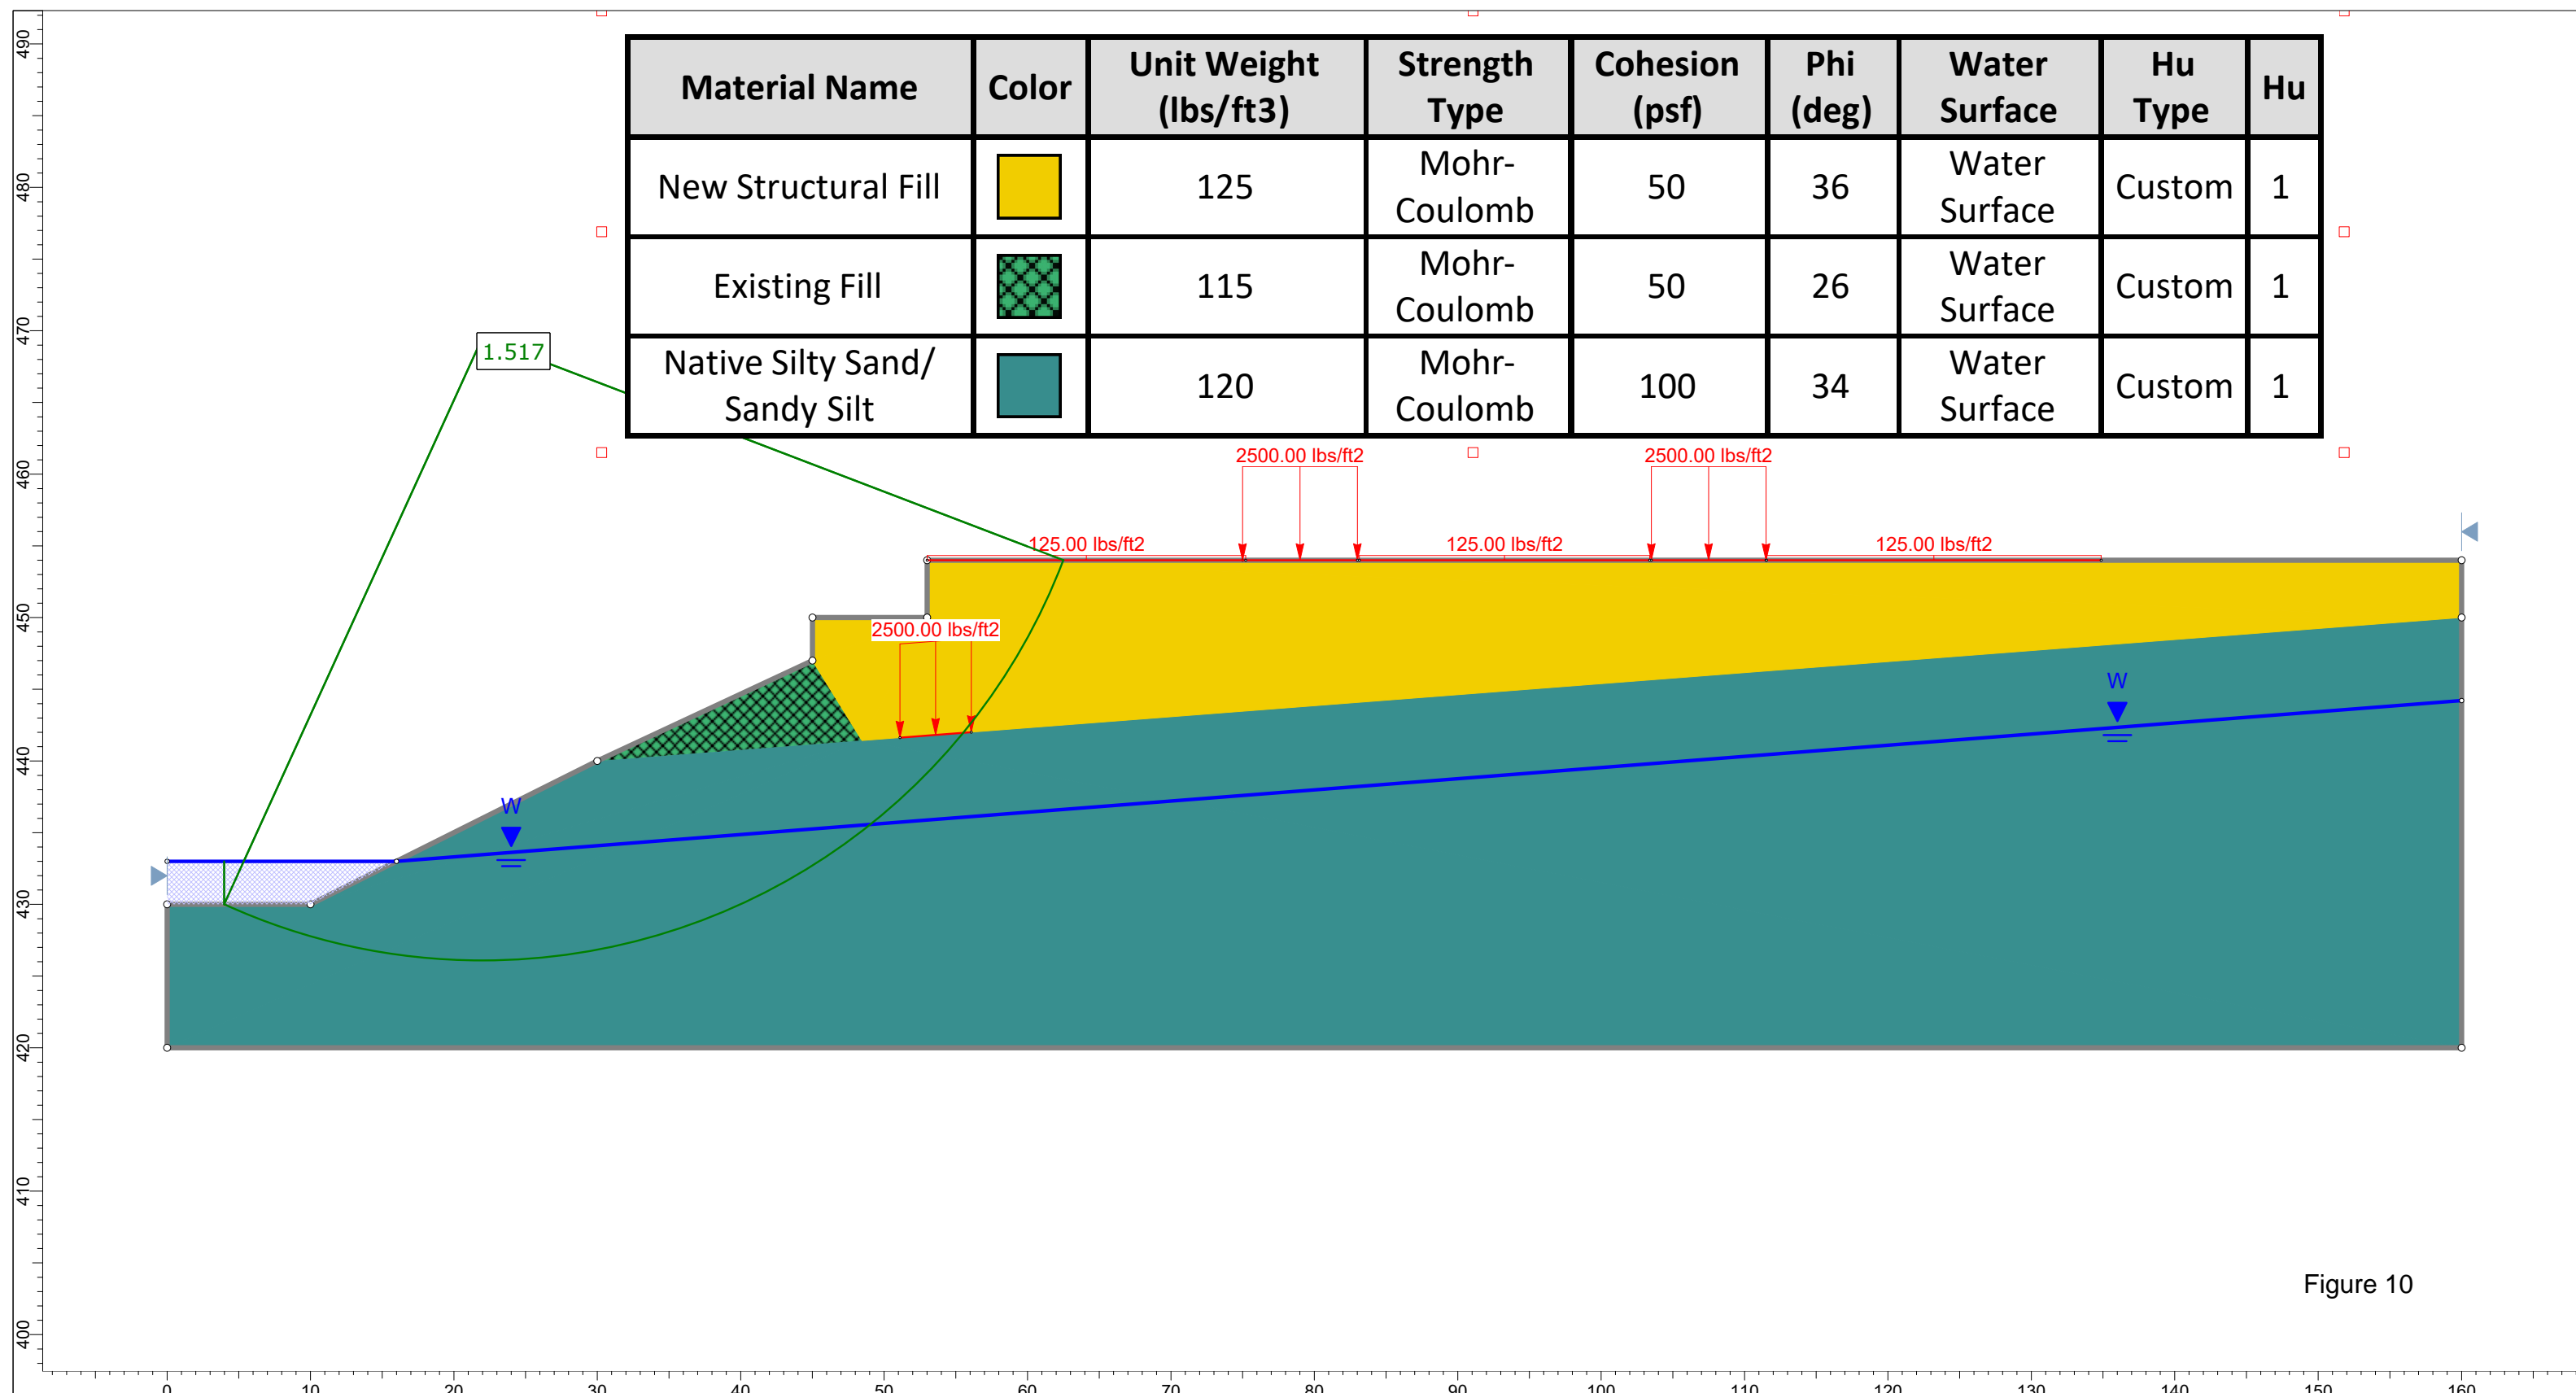 Material Name Color Unit Weight (lbs/ft3) Strength Type Cohesion (psf) Phi (deg) Water Surface Hu Type Hu
New Structural Fill 125 Mohr-Coulomb 50 36 Water Surface Custom 1
Existing Fill 115 Mohr-Coulomb 50 26 Water Surface Custom 1
Native Silty Sand/ Sandy Silt 120 Mohr-Coulomb 100 34 Water Surface Custom 1
1.517
2500.00 lbs/ft2 2500.00 lbs/ft2
125.00 lbs/ft2 125.00 lbs/ft2 125.00 lbs/ft2
2500.00 lbs/ft2
W
W
490
480
470
460
450
440
430
420
410
400
Figure 10
0 10 20 30 40 50 60 70 80 90 100 110 120 130 140 150 160